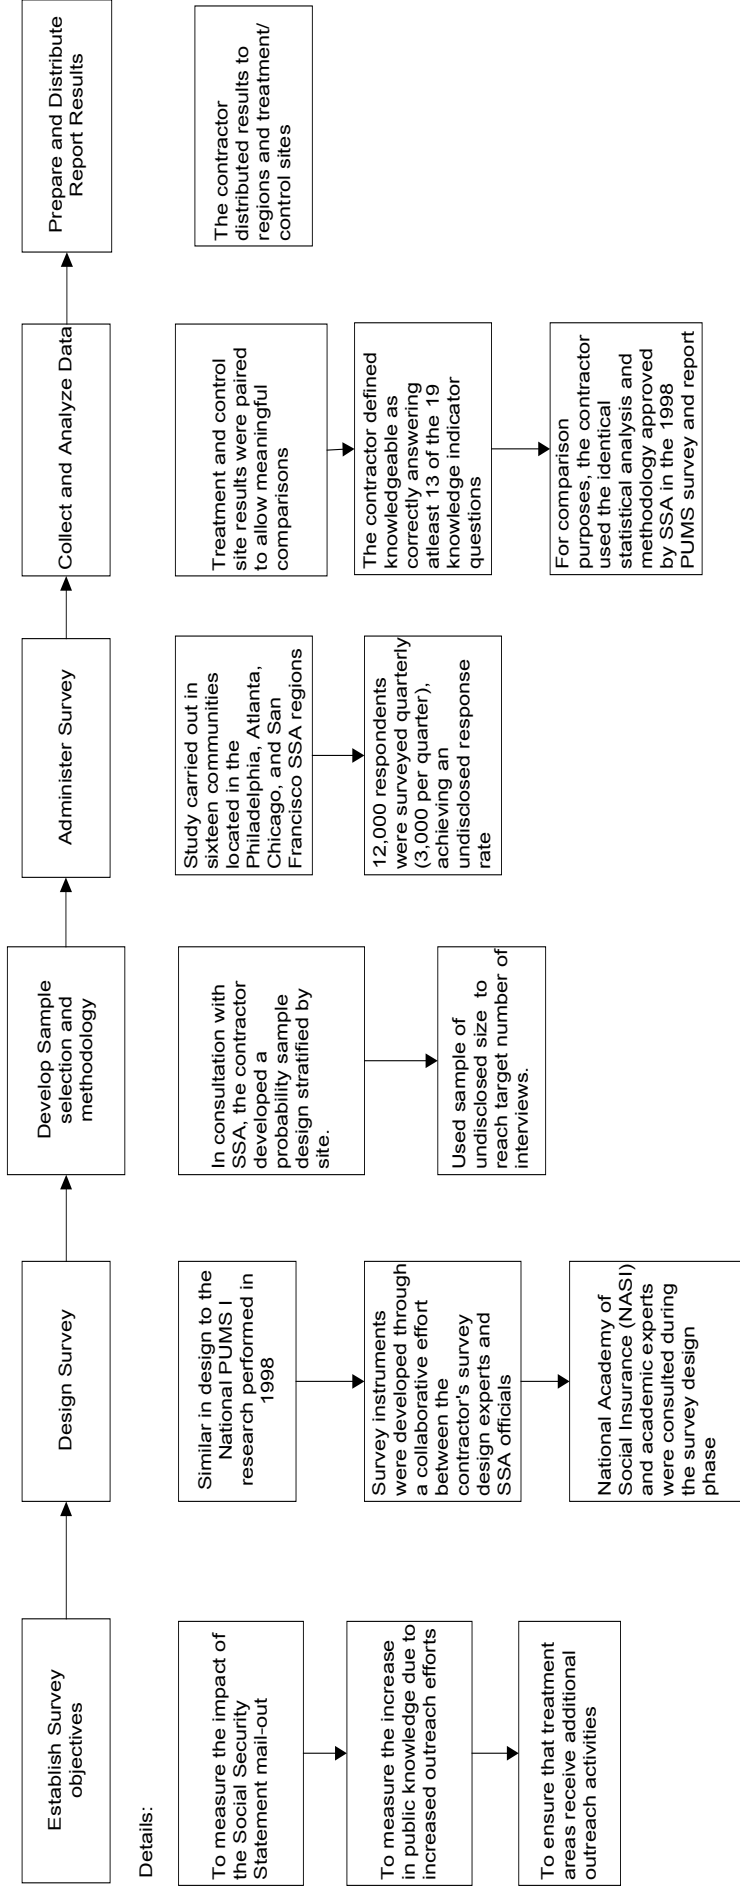 Establish Survey
objectives
Design Survey
Develop Sample
selection and
methodology
Administer Survey
Collect and Analyze Data
Prepare and Distribute
Report Results
Details:
To measure the impact of
the Social Security
Statement mail-out
To measure the increase
in public knowledge due to
increased outreach efforts
To ensure that treatment
areas receive additional
outreach activities
Similar in design to the
National PUMS I
research performed in
1998
Survey instruments
were developed through
a collaborative effort
between the
contractor's survey
design experts and
SSA officials
National Academy of
Social Insurance (NASI)
and academic experts
were consulted during
the survey design
phase
In consultation with
SSA, the contractor
developed a
probability sample
design stratified by
site.
Used sample of
undisclosed size to
reach target number of
interviews.
Study carried out in
sixteen communities
located in the
Philadelphia, Atlanta,
Chicago, and San
Francisco SSA regions
12,000 respondents
were surveyed quarterly
(3,000 per quarter),
achieving an
undisclosed response
rate
Treatment and control
site results were paired
to allow meaningful
comparisons
The contractor defined
knowledgeable as
correctly answering
atleast 13 of the 19
knowledge indicator
questions
For comparison
purposes, the contractor
used the identical
statistical analysis and
methodology approved
by SSA in the 1998
PUMS survey and report
The contractor
distributed results to
regions and treatment/
control sites